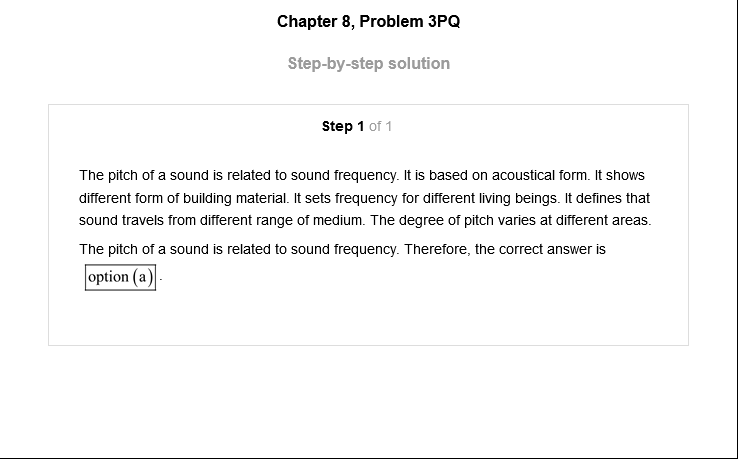 Chapter 8, Problem 3PQ
Step-by-step solution
Step 1 of 1
The pitch of a sound is related to sound frequency. It is based on acoustical form. It shows
different form of building material. It sets frequency for different living beings. It defines that
sound travels from different range of medium. The degree of pitch varies at different areas.
The pitch of a sound is related to sound frequency. Therefore, the correct answer is
option (a).